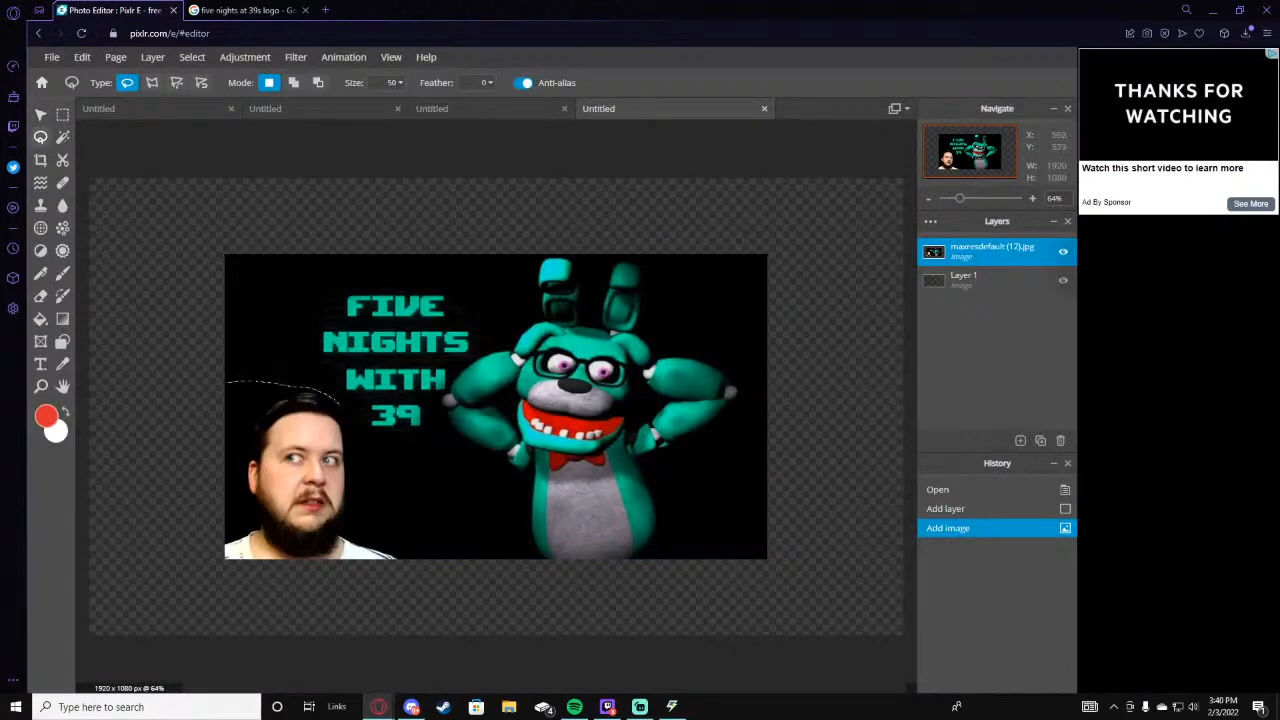 Photo Editor : Pixlr E - free
five nights at 39s logo - Go
pixlr.com/e/#editor
File Edit Page Layer Select Adjustment Filter Animation View Help
Type: Mode: Size: 50 Feather: 0 Anti-alias
Untitled Untitled Untitled Untitled
Navigate
X: 592
Y: 539
W: 1920
H: 1080
64%
Layers
maxresdefault (12).jpg
Image
Layer 1
Image
History
Open
Add layer
Add image
FIVE
NIGHTS
WITH
39
THANKS FOR
WATCHING
Watch this short video to learn more
Ad By Sponsor
See More
1920 x 1080 px @ 64%
Type here to search
Links
3:40 PM
2/3/2022